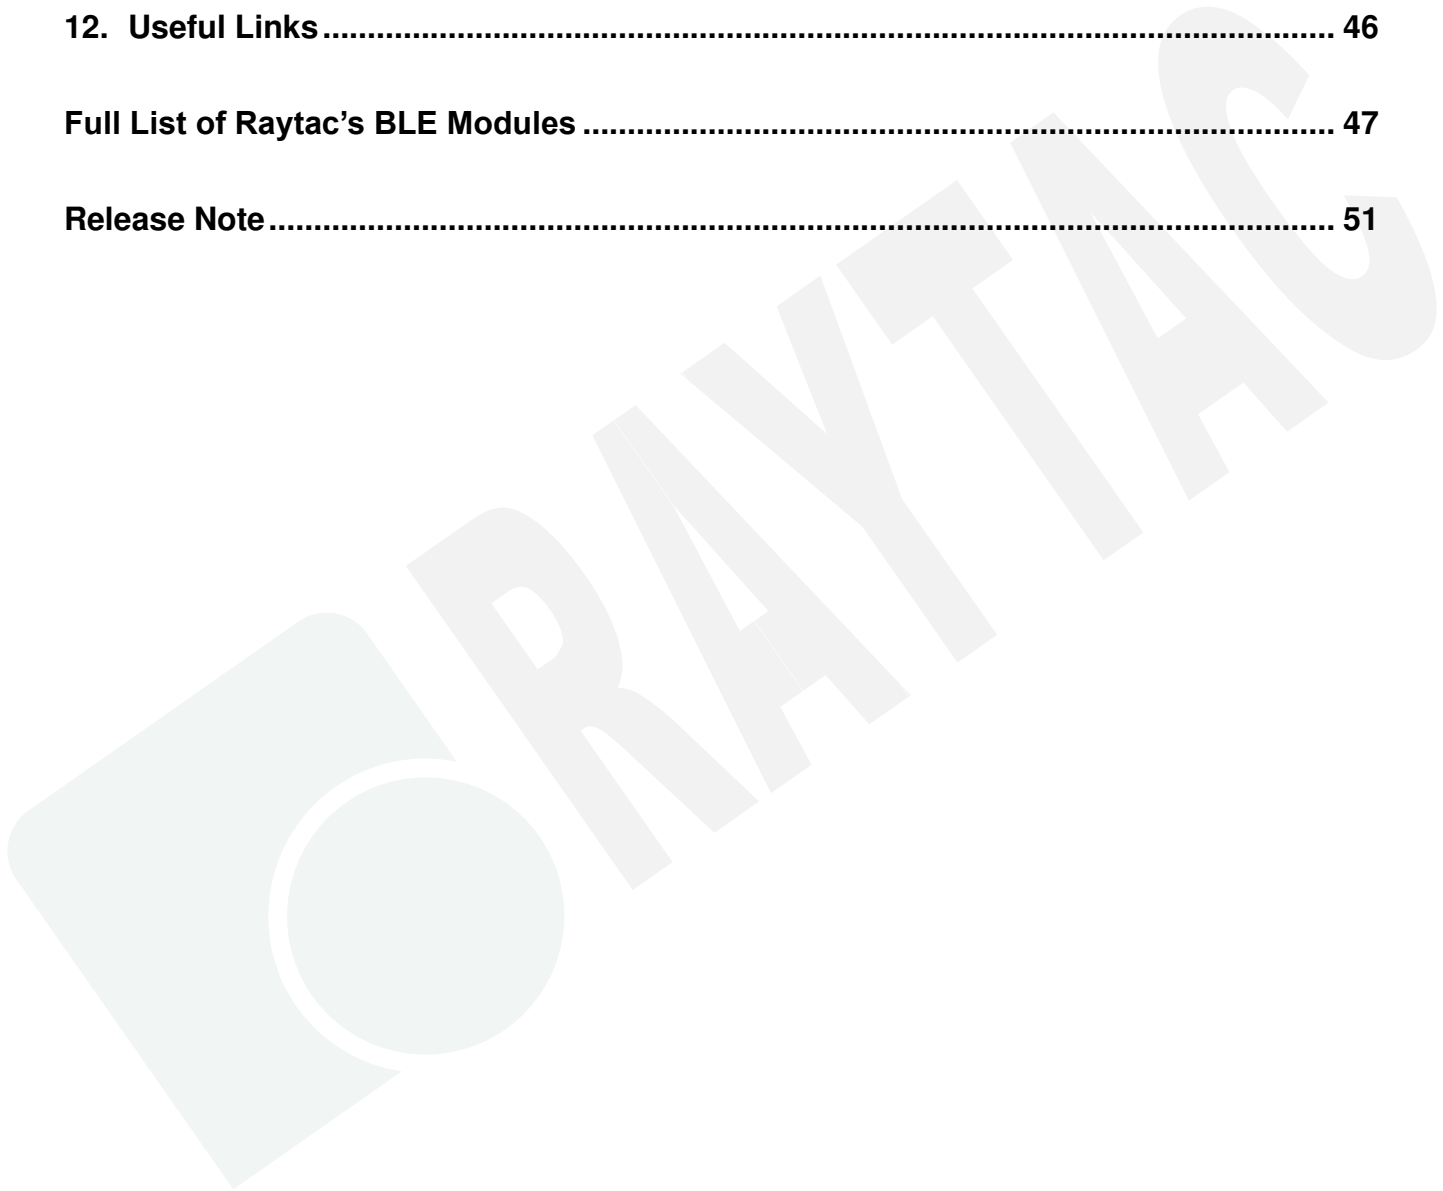 12. Useful Links........................................................................................................................ 46
Full List of Raytac’s BLE Modules ......................................................................................... 47
Release Note............................................................................................................................. 51
RAYTAC